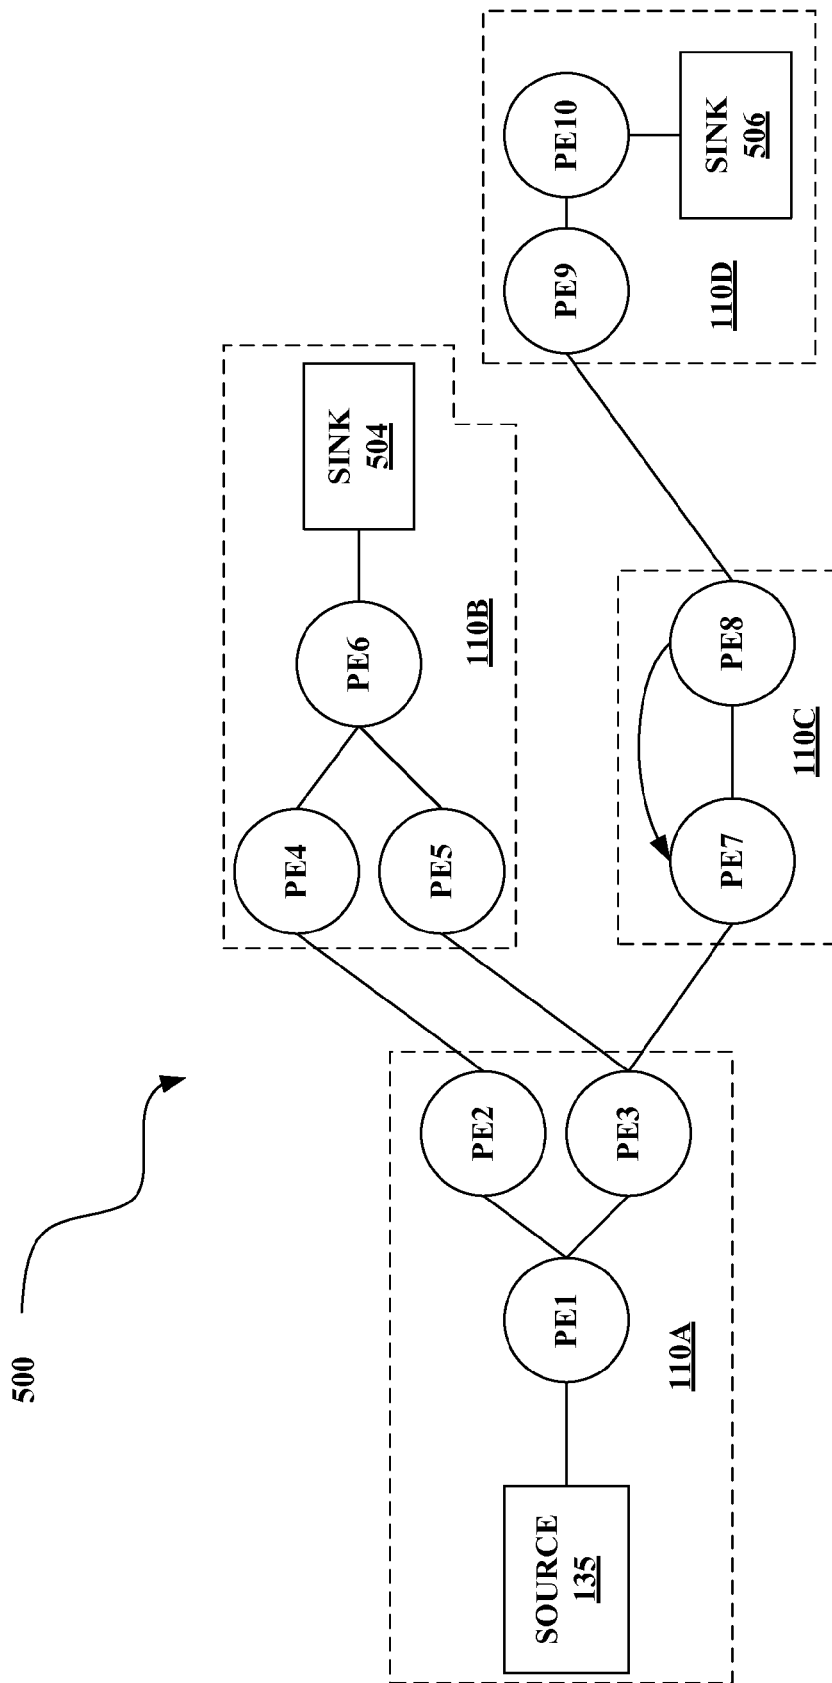 500
SOURCE
135
PE1
PE2
PE3
110A
PE4
PE5
PE6
SINK
504
110B
PE7
PE8
110C
PE9
PE10
SINK
506
110D